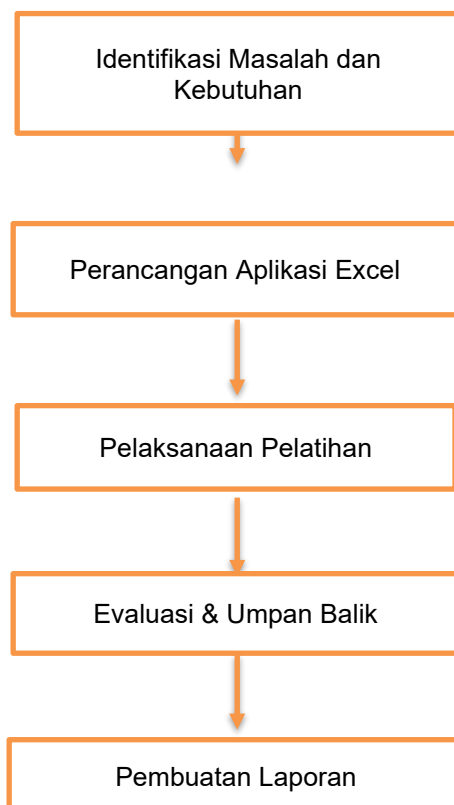 Identifikasi Masalah dan
Kebutuhan
Perancangan Aplikasi Excel
Pelaksanaan Pelatihan
Evaluasi & Umpan Balik
Pembuatan Laporan